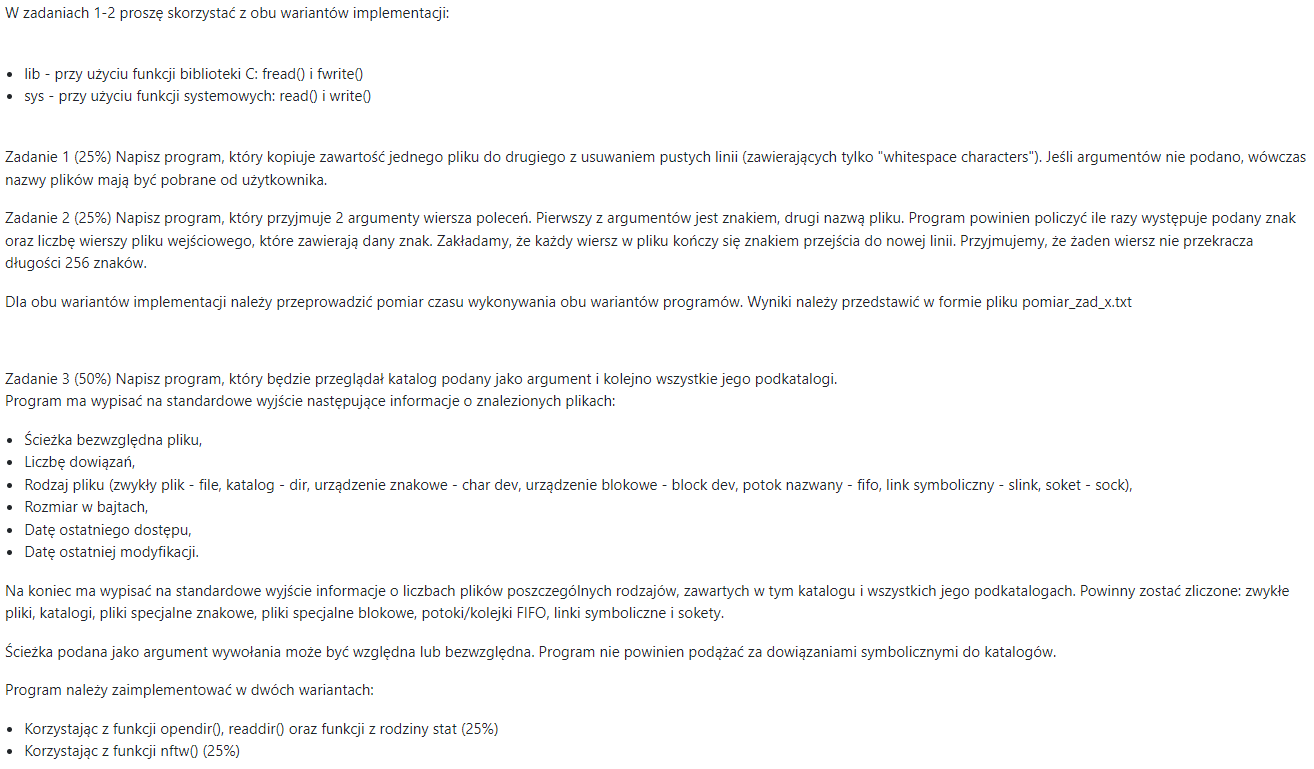 W zadaniach 1-2 proszę skorzystać z obu wariantów implementacji:
• lib - przy użyciu funkcji biblioteki C: fread() i fwrite()
• sys - przy użyciu funkcji systemowych: read() i write()
Zadanie 1 (25%) Napisz program, który kopiuje zawartość jednego pliku do drugiego z usuwaniem pustych linii (zawierających tylko "whitespace characters"). Jeśli argumentów nie podano, wówczas
nazwy plików mają być pobrane od użytkownika.
Zadanie 2 (25%) Napisz program, który przyjmuje 2 argumenty wiersza poleceń. Pierwszy z argumentów jest znakiem, drugi nazwą pliku. Program powinien policzyć ile razy występuje podany znak
oraz liczbę wierszy pliku wejściowego, które zawierają dany znak. Zakładamy, że każdy wiersz w pliku kończy się znakiem przejścia do nowej linii. Przyjmujemy, że żaden wiersz nie przekracza
długości 256 znaków.
Dla obu wariantów implementacji należy przeprowadzić pomiar czasu wykonywania obu wariantów programów. Wyniki należy przedstawić w formie pliku pomiar_zad_x.txt
Zadanie 3 (50%) Napisz program, który będzie przeglądał katalog podany jako argument i kolejno wszystkie jego podkatalogi.
Program ma wypisać na standardowe wyjście następujące informacje o znalezionych plikach:
• Ścieżka bezwzględna pliku,
• Liczbę dowiązań,
• Rodzaj pliku (zwykły plik - file, katalog - dir, urządzenie znakowe - char dev, urządzenie blokowe - block dev, potok nazwany - fifo, link symboliczny - slink, soket - sock),
• Rozmiar w bajtach,
• Datę ostatniego dostępu,
• Datę ostatniej modyfikacji.
Na koniec ma wypisać na standardowe wyjście informacje o liczbach plików poszczególnych rodzajów, zawartych w tym katalogu i wszystkich jego podkatalogach. Powinny zostać zliczone: zwykłe
pliki, katalogi, pliki specjalne znakowe, pliki specjalne blokowe, potoki/kolejki FIFO, linki symboliczne i sokety.
Ścieżka podana jako argument wywołania może być względna lub bezwzględna. Program nie powinien podążać za dowiązaniami symbolicznymi do katalogów.
Program należy zaimplementować w dwóch wariantach:
• Korzystając z funkcji opendir(), readdir() oraz funkcji z rodziny stat (25%)
• Korzystając z funkcji nftw() (25%)